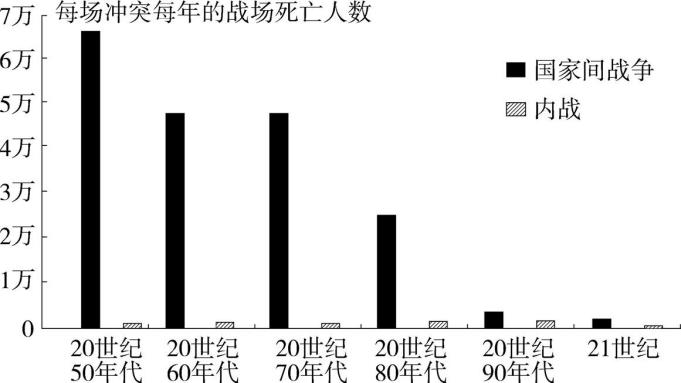 每场冲突每年的战场死亡人数
7万
6万
5万
4万
3万
2万
1万
0
国家间战争
内战
20世纪
50年代
20世纪
60年代
20世纪
70年代
20世纪
80年代
20世纪
90年代
21世纪